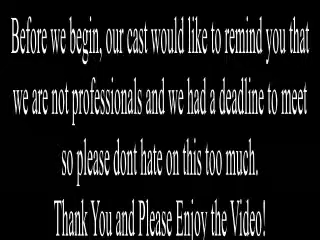 Before we begin, our cast would like to remind you that
we are not professionals and we had a deadline to meet
so please dont hate on this too much.
Thank You and Please Enjoy the Video!